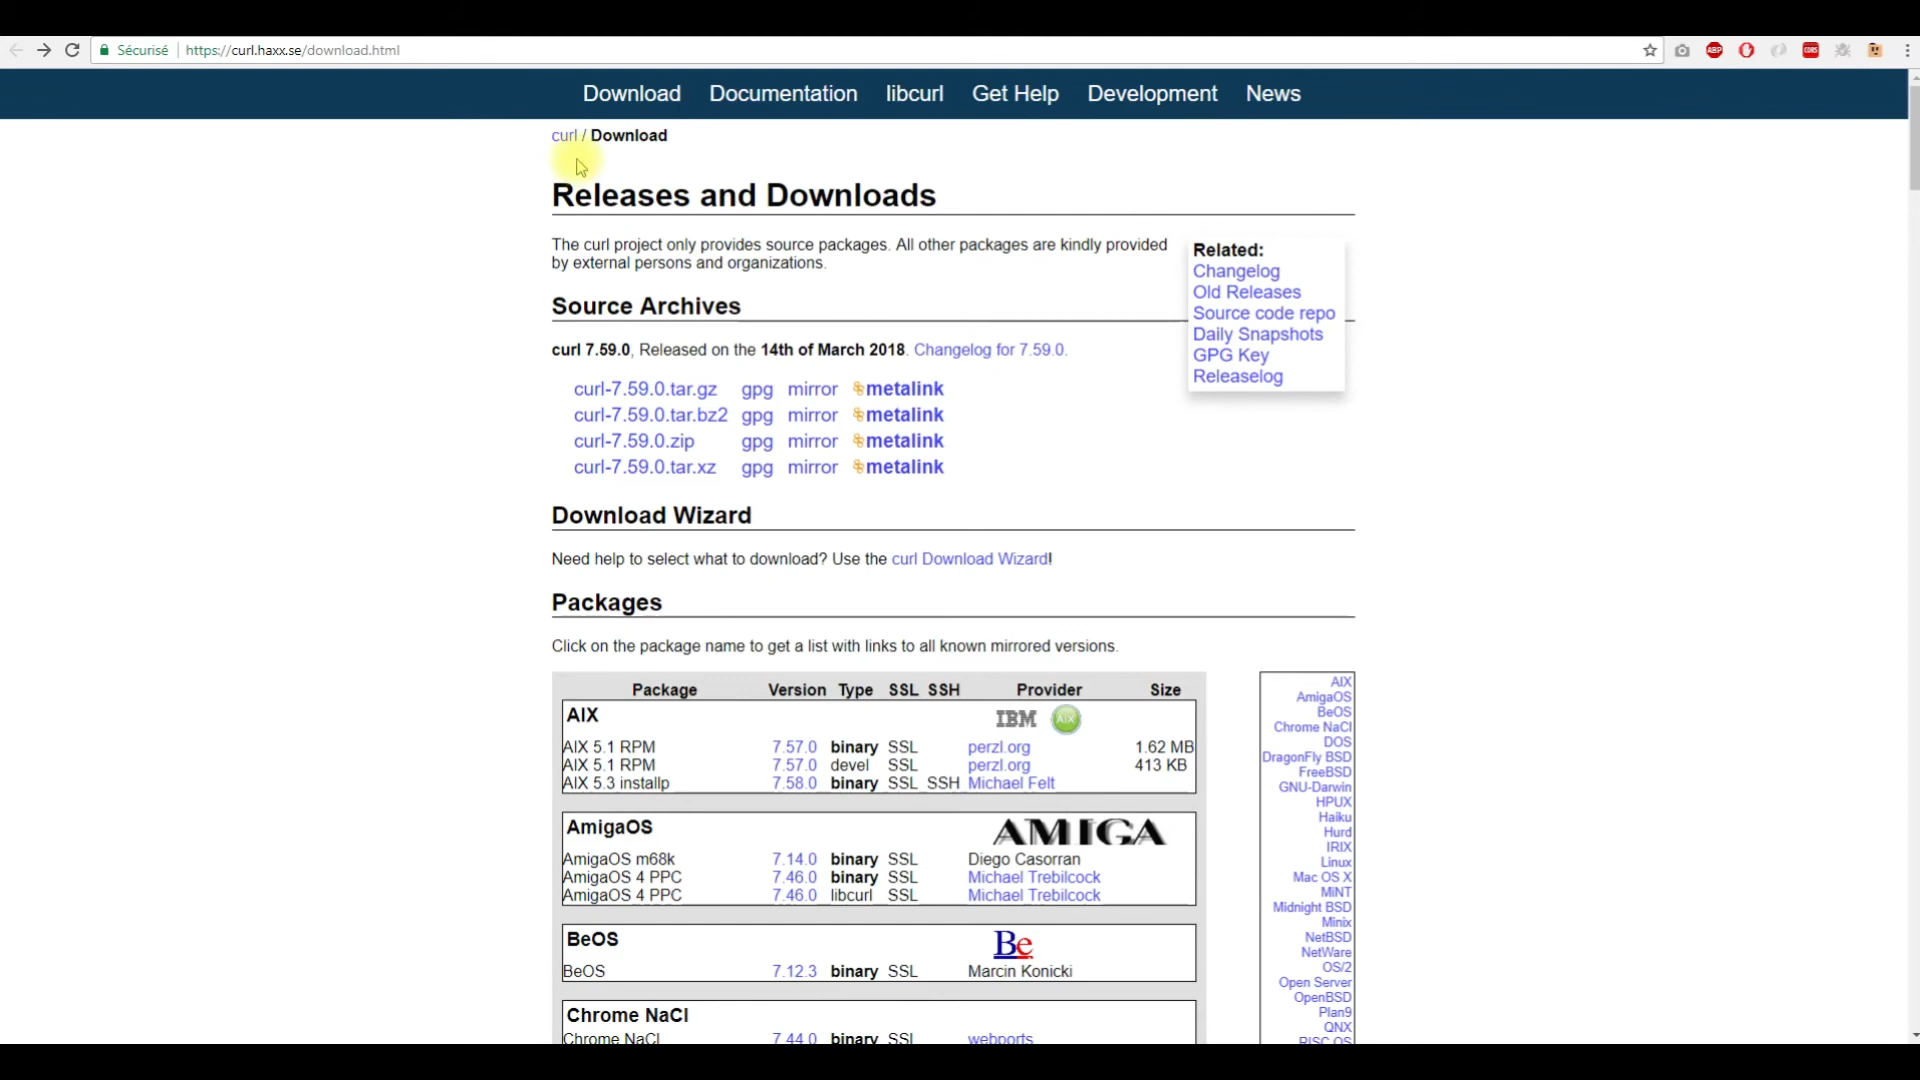 Sécurisé https://curl.haxx.se/download.html
ABP CORS
Download Documentation libcurl Get Help Development News
curl / Download
Releases and Downloads
The curl project only provides source packages. All other packages are kindly provided
by external persons and organizations.
Related:
Changelog
Old Releases
Source code repo
Daily Snapshots
GPG Key
Releaselog
Source Archives
curl 7.59.0, Released on the 14th of March 2018. Changelog for 7.59.0.
curl-7.59.0.tar.gz gpg mirror metalink
curl-7.59.0.tar.bz2 gpg mirror metalink
curl-7.59.0.zip gpg mirror metalink
curl-7.59.0.tar.xz gpg mirror metalink
Download Wizard
Need help to select what to download? Use the curl Download Wizard!
Packages
Click on the package name to get a list with links to all known mirrored versions.
Package Version Type SSL SSH Provider Size
AIX IBM AIX
AIX 5.1 RPM 7.57.0 binary SSL perzl.org 1.62 MB
AIX 5.1 RPM 7.57.0 devel SSL perzl.org 413 KB
AIX 5.3 installp 7.58.0 binary SSL SSH Michael Felt
AmigaOS AMIGA
AmigaOS m68k 7.14.0 binary SSL Diego Casorran
AmigaOS 4 PPC 7.46.0 binary SSL Michael Trebilcock
AmigaOS 4 PPC 7.46.0 libcurl SSL Michael Trebilcock
BeOS Be
BeOS 7.12.3 binary SSL Marcin Konicki
Chrome NaCl
Chrome NaCl 7.44.0 binary SSL webports
AIX
AmigaOS
BeOS
Chrome NaCl
DOS
DragonFly BSD
FreeBSD
GNU-Darwin
HPUX
Haiku
Hurd
IRIX
Linux
Mac OS X
MiNT
Midnight BSD
Minix
NetBSD
NetWare
OS/2
Open Server
OpenBSD
Plan9
QNX
RISC OS